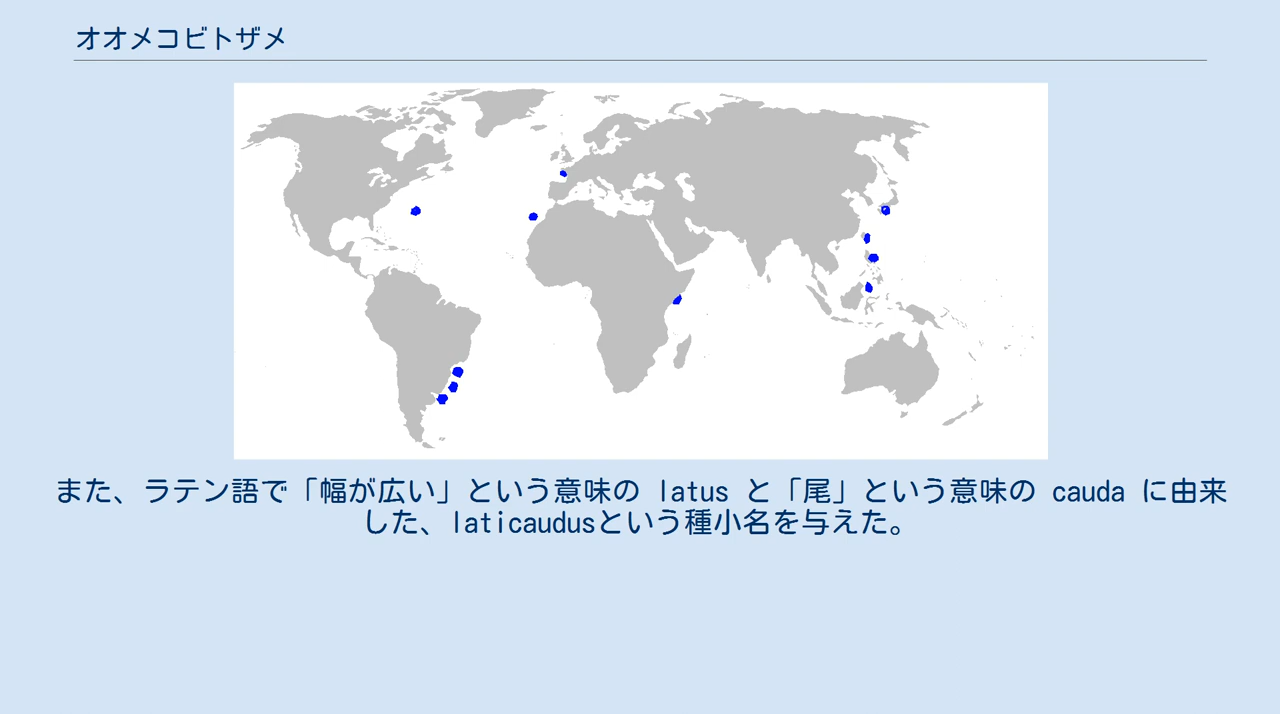 オオメコビトザメ
また、ラテン語で「幅が広い」という意味の latus と「尾」という意味の cauda に由来
した、laticaudusという種小名を与えた。